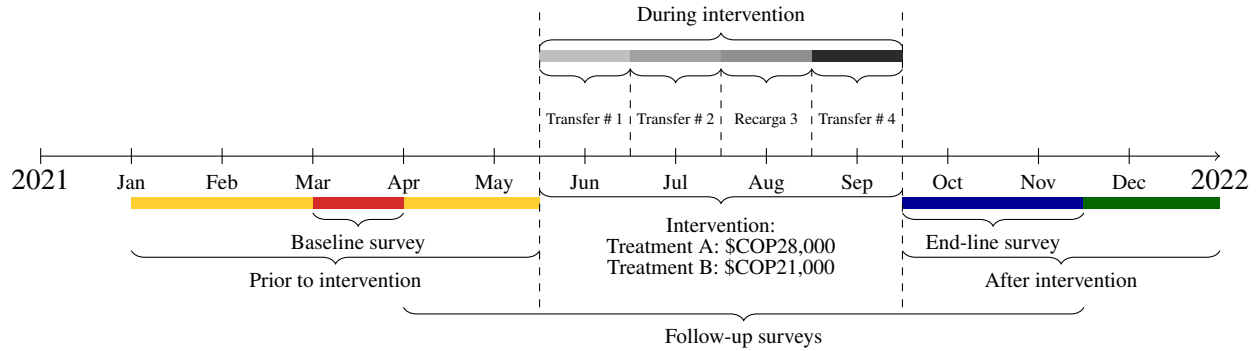 During intervention
Transfer # 1 Transfer # 2 Recarga 3 Transfer # 4
2021 Jan Feb Mar Apr May Jun Jul Aug Sep Oct Nov Dec 2022
Intervention:
Treatment A: $COP28,000
Treatment B: $COP21,000
Baseline survey
End-line survey
Prior to intervention
After intervention
Follow-up surveys